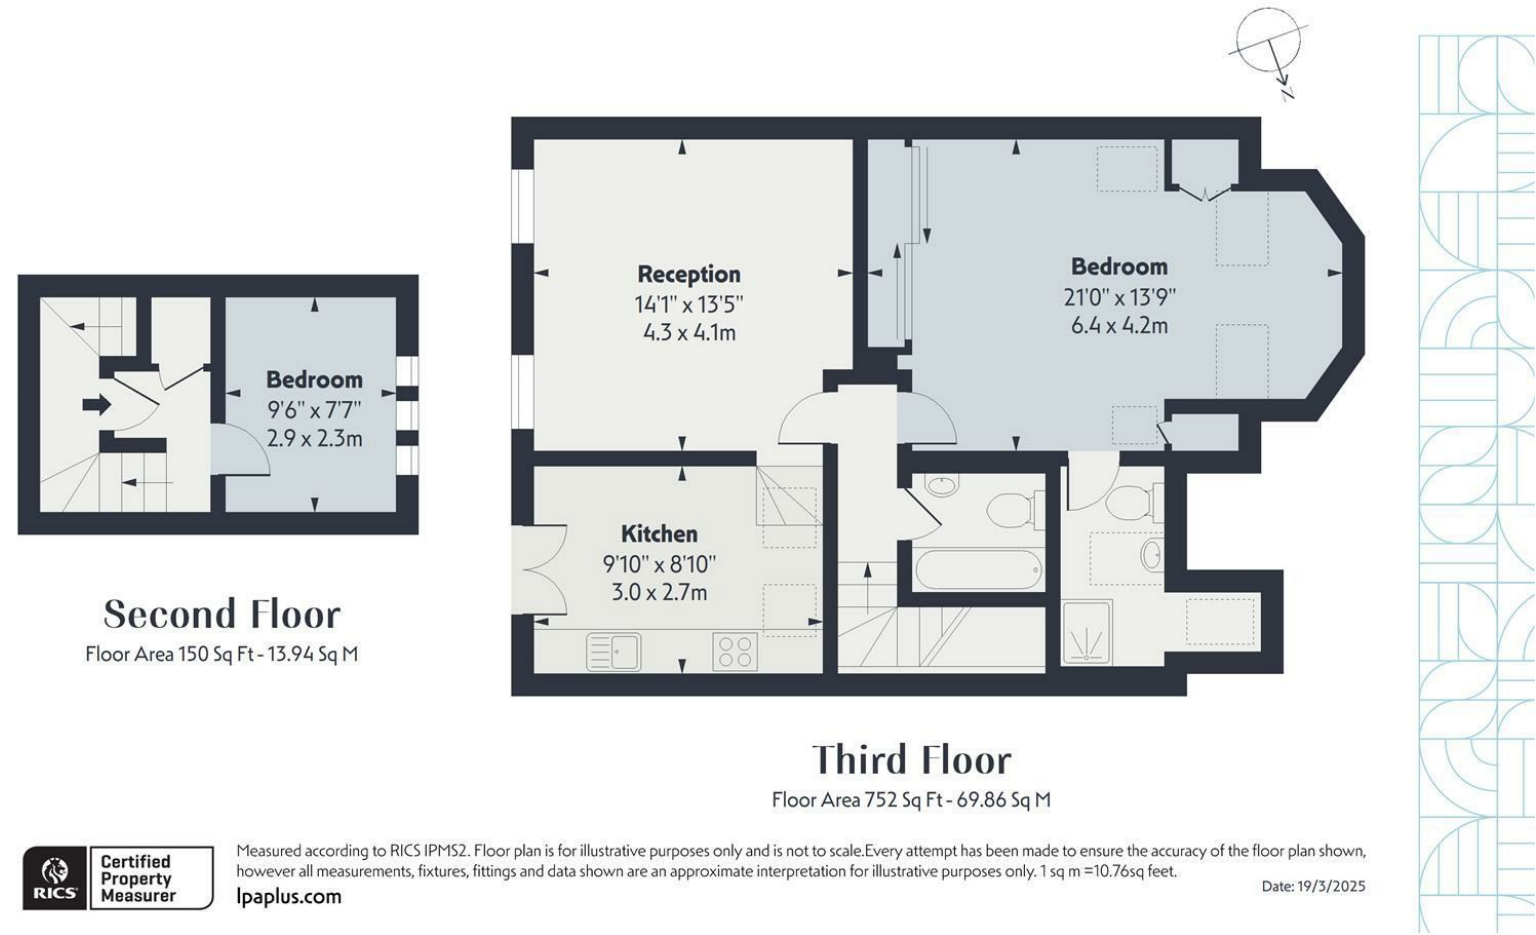 N
Reception
14'1" x 13'5"
4.3 x 4.1m
Bedroom
21'0" x 13'9"
6.4 x 4.2m
Bedroom
9'6" x 7'7"
2.9 x 2.3m
Kitchen
9'10" x 8'10"
3.0 x 2.7m
Second Floor
Floor Area 150 Sq Ft - 13.94 Sq M
Third Floor
Floor Area 752 Sq Ft - 69.86 Sq M
RICS
Certified
Property
Measurer
Measured according to RICS IPMS2. Floor plan is for illustrative purposes only and is not to scale.Every attempt has been made to ensure the accuracy of the floor plan shown,
however all measurements, fixtures, fittings and data shown are an approximate interpretation for illustrative purposes only. 1 sq m =10.76sq feet.
lpaplus.com
Date: 19/3/2025